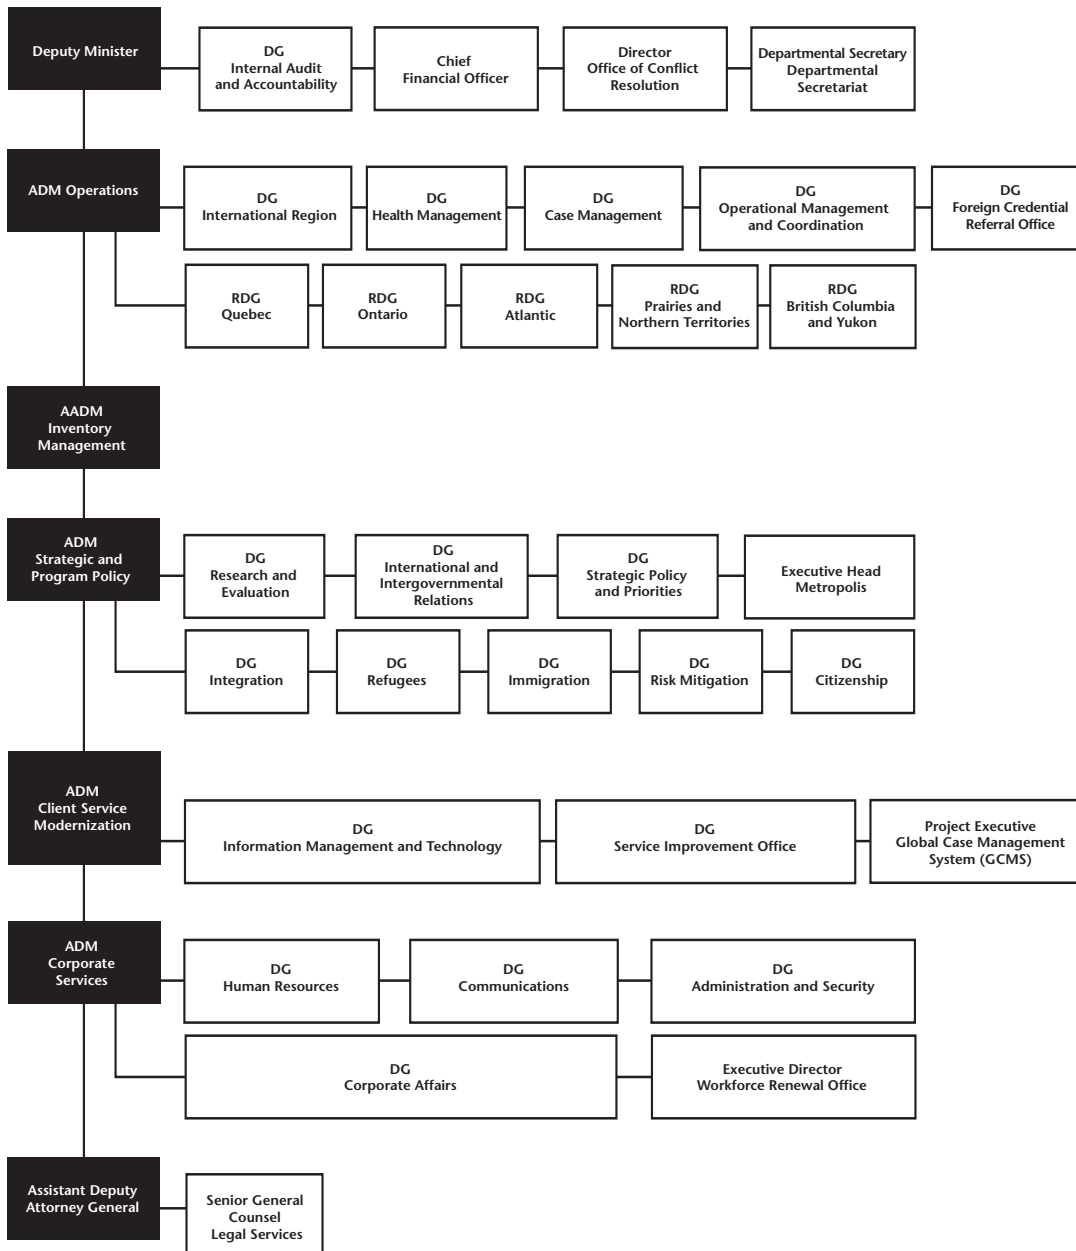 Deputy Minister
DG
Internal Audit
and Accountability
Chief
Financial Officer
Director
Office of Conflict
Resolution
Departmental Secretary
Departmental
Secretariat
ADM Operations
DG
International Region
DG
Health Management
DG
Case Management
DG
Operational Management
and Coordination
DG
Foreign Credential
Referral Office
RDG
Quebec
RDG
Ontario
RDG
Atlantic
RDG
Prairies and
Northern Territories
RDG
British Columbia
and Yukon
AADM
Inventory
Management
ADM
Strategic and
Program Policy
DG
Research and
Evaluation
DG
International and
Intergovernmental
Relations
DG
Strategic Policy
and Priorities
Executive Head
Metropolis
DG
Integration
DG
Refugees
DG
Immigration
DG
Risk Mitigation
DG
Citizenship
ADM
Client Service
Modernization
DG
Information Management and Technology
DG
Service Improvement Office
Project Executive
Global Case Management
System (GCMS)
ADM
Corporate
Services
DG
Human Resources
DG
Communications
DG
Administration and Security
DG
Corporate Affairs
Executive Director
Workforce Renewal Office
Assistant Deputy
Attorney General
Senior General
Counsel
Legal Services